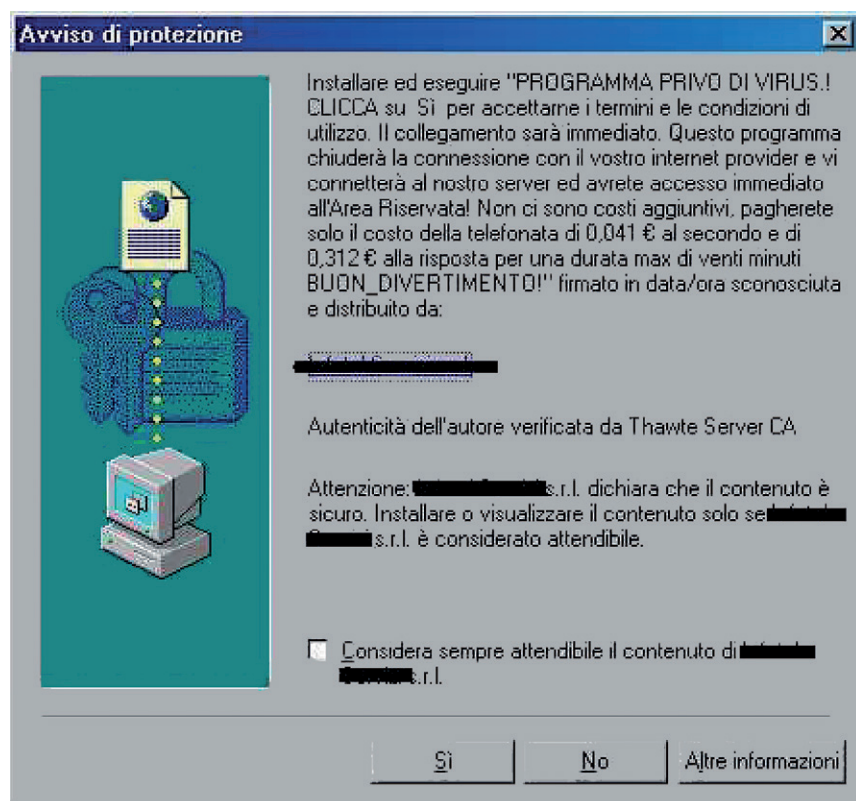 Avviso di protezione
Installare ed eseguire "PROGRAMMA PRIVO DI VIRUS.!
CLICCA su Sì per accettarne i termini e le condizioni di
utilizzo. Il collegamento sarà immediato. Questo programma
chiuderà la connessione con il vostro internet provider e vi
connetterà al nostro server ed avrete accesso immediato
all'Area Riservata! Non ci sono costi aggiuntivi, pagherete
solo il costo della telefonata di 0,041 € al secondo e di
0,312 € alla risposta per una durata max di venti minuti
BUON_DIVERTIMENTO!" firmato in data/ora sconosciuta
e distribuito da:
Autenticità dell'autore verificata da Thawte Server CA
Attenzione: s.r.l. dichiara che il contenuto è
sicuro. Installare o visualizzare il contenuto solo se
s.r.l. è considerato attendibile.
Considera sempre attendibile il contenuto di
s.r.l.
Sì
No
Altre informazioni